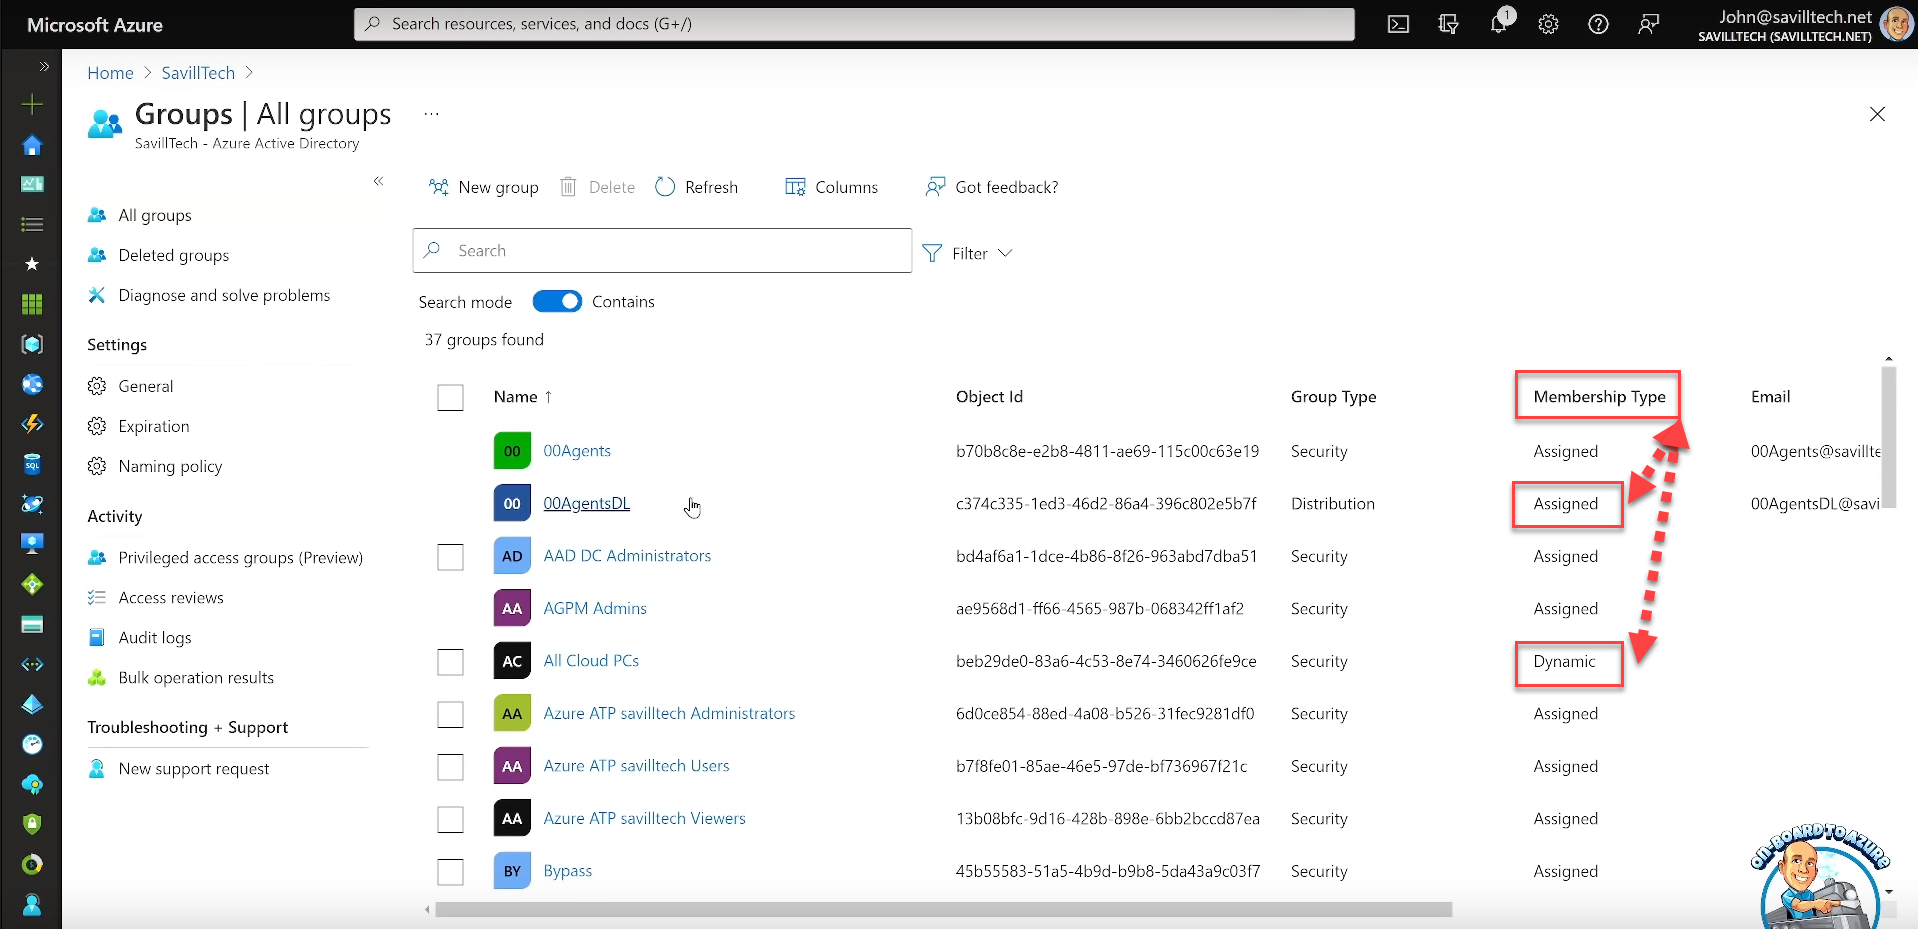 Microsoft Azure
Search resources, services, and docs (G+/)
1
John@savilltech.net
SAVILLTECH (SAVILLTECH.NET)
Home > SavillTech >
Groups | All groups ...
SavillTech - Azure Active Directory
New group
Delete
Refresh
Columns
Got feedback?
All groups
Deleted groups
Diagnose and solve problems
Settings
General
Expiration
Naming policy
Activity
Privileged access groups (Preview)
Access reviews
Audit logs
Bulk operation results
Troubleshooting + Support
New support request
Search
Filter
Search mode Contains
37 groups found
Name ↑ Object Id Group Type Membership Type Email
00 00Agents b70b8c8e-e2b8-4811-ae69-115c00c63e19 Security Assigned 00Agents@savillte
00 00AgentsDL c374c335-1ed3-46d2-86a4-396c802e5b7f Distribution Assigned 00AgentsDL@savi
AD AAD DC Administrators bd4af6a1-1dce-4b86-8f26-963abd7dba51 Security Assigned
AA AGPM Admins ae9568d1-ff66-4565-987b-068342ff1af2 Security Assigned
AC All Cloud PCs beb29de0-83a6-4c53-8e74-3460626fe9ce Security Dynamic
AA Azure ATP savilltech Administrators 6d0ce854-88ed-4a08-b526-31fec9281df0 Security Assigned
AA Azure ATP savilltech Users b7f8fe01-85ae-46e5-97de-bf736967f21c Security Assigned
AA Azure ATP savilltech Viewers 13b08bfc-9d16-428b-898e-6bb2bccd87ea Security Assigned
BY Bypass 45b55583-51a5-4b9d-b9b8-5da43a9c03f7 Security Assigned
SQL
ON-BOARD TO AZURE